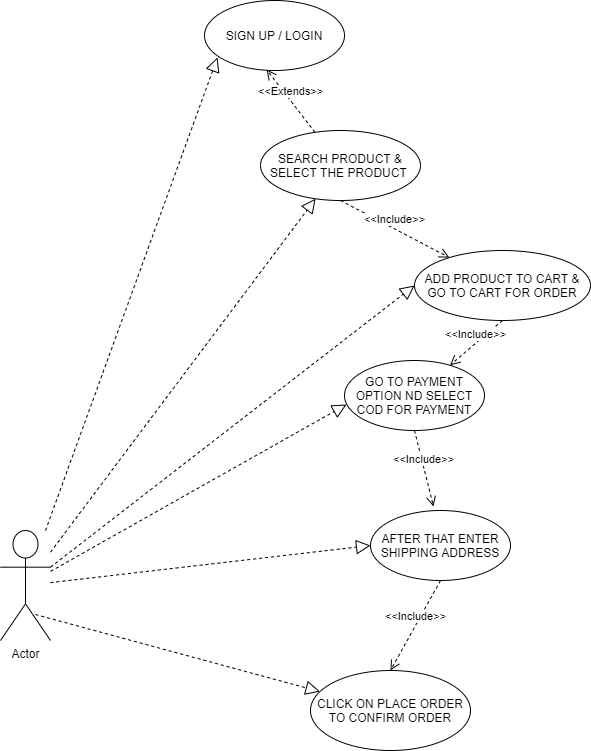 SIGN UP / LOGIN
<<Extends>>
SEARCH PRODUCT &
SELECT THE PRODUCT
<<Include>>
ADD PRODUCT TO CART &
GO TO CART FOR ORDER
<<Include>>
GO TO PAYMENT
OPTION ND SELECT
COD FOR PAYMENT
<<Include>>
AFTER THAT ENTER
SHIPPING ADDRESS
<<Include>>
Actor
CLICK ON PLACE ORDER
TO CONFIRM ORDER